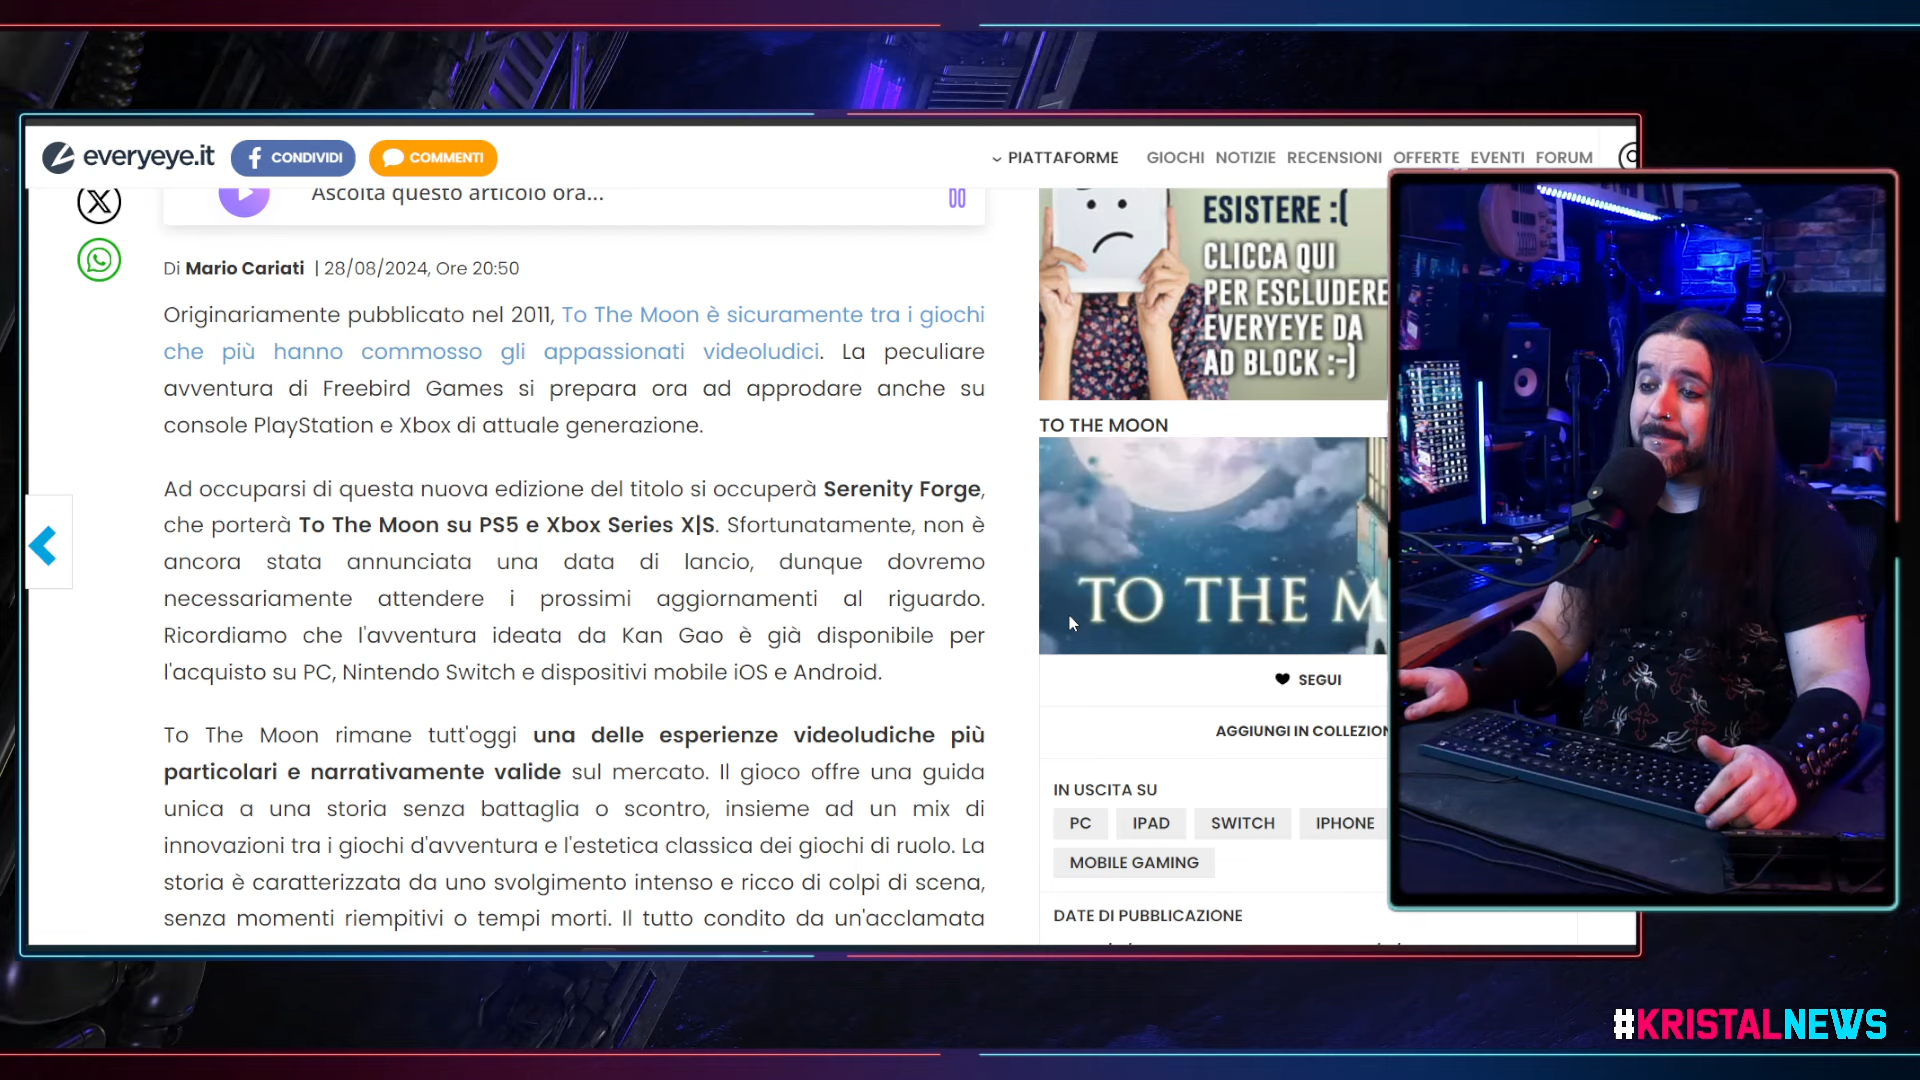 everyeye.it
CONDIVIDI
COMMENTI
PIATTAFORME
GIOCHI NOTIZIE RECENSIONI OFFERTE EVENTI FORUM
Ascolta questo articolo ora...
Di Mario Cariati | 28/08/2024, Ore 20:50
Originariamente pubblicato nel 2011, To The Moon è sicuramente tra i giochi
che più hanno commosso gli appassionati videoludici. La peculiare
avventura di Freebird Games si prepara ora ad approdare anche su
console PlayStation e Xbox di attuale generazione.
Ad occuparsi di questa nuova edizione del titolo si occuperà Serenity Forge,
che porterà To The Moon su PS5 e Xbox Series X|S. Sfortunatamente, non è
ancora stata annunciata una data di lancio, dunque dovremo
necessariamente attendere i prossimi aggiornamenti al riguardo.
Ricordiamo che l'avventura ideata da Kan Gao è già disponibile per
l'acquisto su PC, Nintendo Switch e dispositivi mobile iOS e Android.
To The Moon rimane tutt'oggi una delle esperienze videoludiche più
particolari e narrativamente valide sul mercato. Il gioco offre una guida
unica a una storia senza battaglia o scontro, insieme ad un mix di
innovazioni tra i giochi d'avventura e l'estetica classica dei giochi di ruolo. La
storia è caratterizzata da uno svolgimento intenso e ricco di colpi di scena,
senza momenti riempitivi o tempi morti. Il tutto condito da un'acclamata
ESISTERE :(
CLICCA QUI
PER ESCLUDERE
EVERYEYE DA
AD BLOCK :-)
TO THE MOON
TO THE M
SEGUI
AGGIUNGI IN COLLEZION
IN USCITA SU
PC IPAD SWITCH IPHONE
MOBILE GAMING
DATE DI PUBBLICAZIONE
#KRISTALNEWS